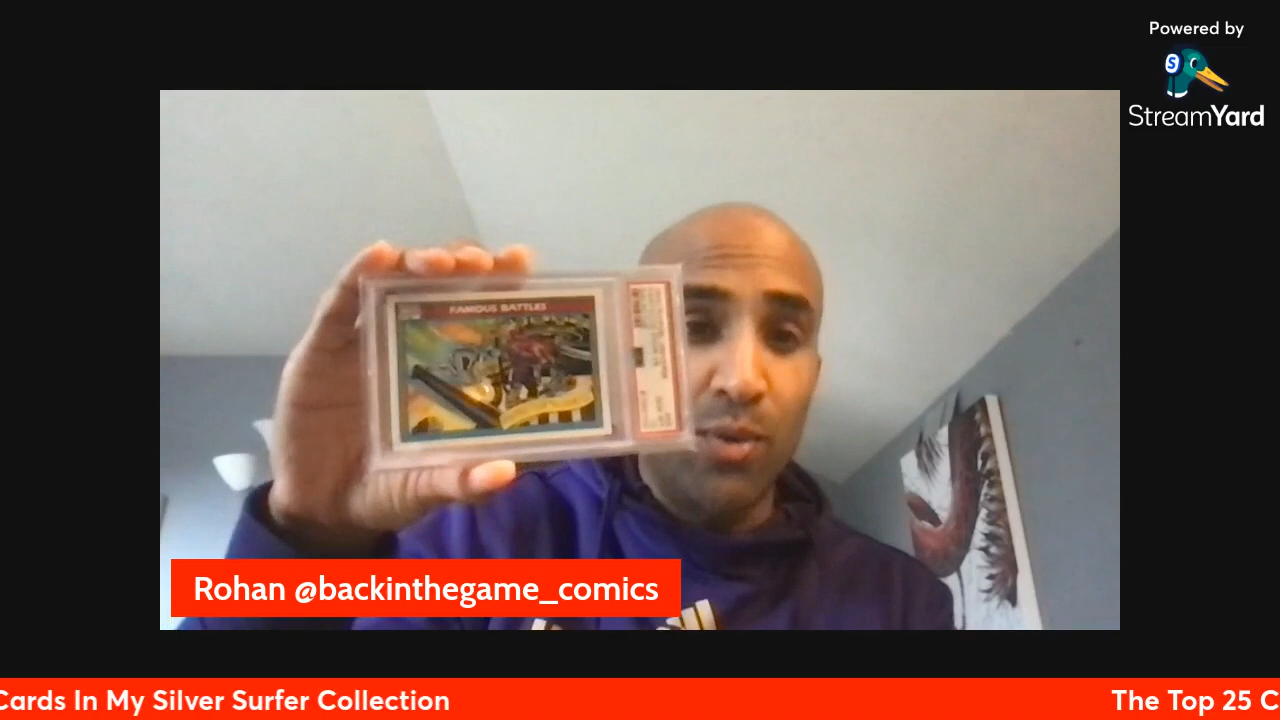 Powered by
StreamYard
FAMOUS BATTLES
Rohan @backinthegame_comics
Cards In My Silver Surfer Collection
The Top 25 C